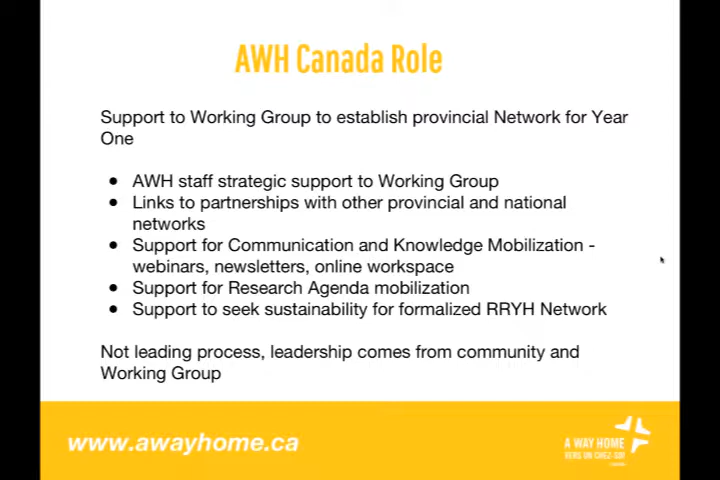 AWH Canada Role
Support to Working Group to establish provincial Network for Year
One
● AWH staff strategic support to Working Group
● Links to partnerships with other provincial and national
networks
● Support for Communication and Knowledge Mobilization -
webinars, newsletters, online workspace
● Support for Research Agenda mobilization
● Support to seek sustainability for formalized RRYH Network
Not leading process, leadership comes from community and
Working Group
www.awayhome.ca
A WAY HOME
VERS UN CHEZ-SOI